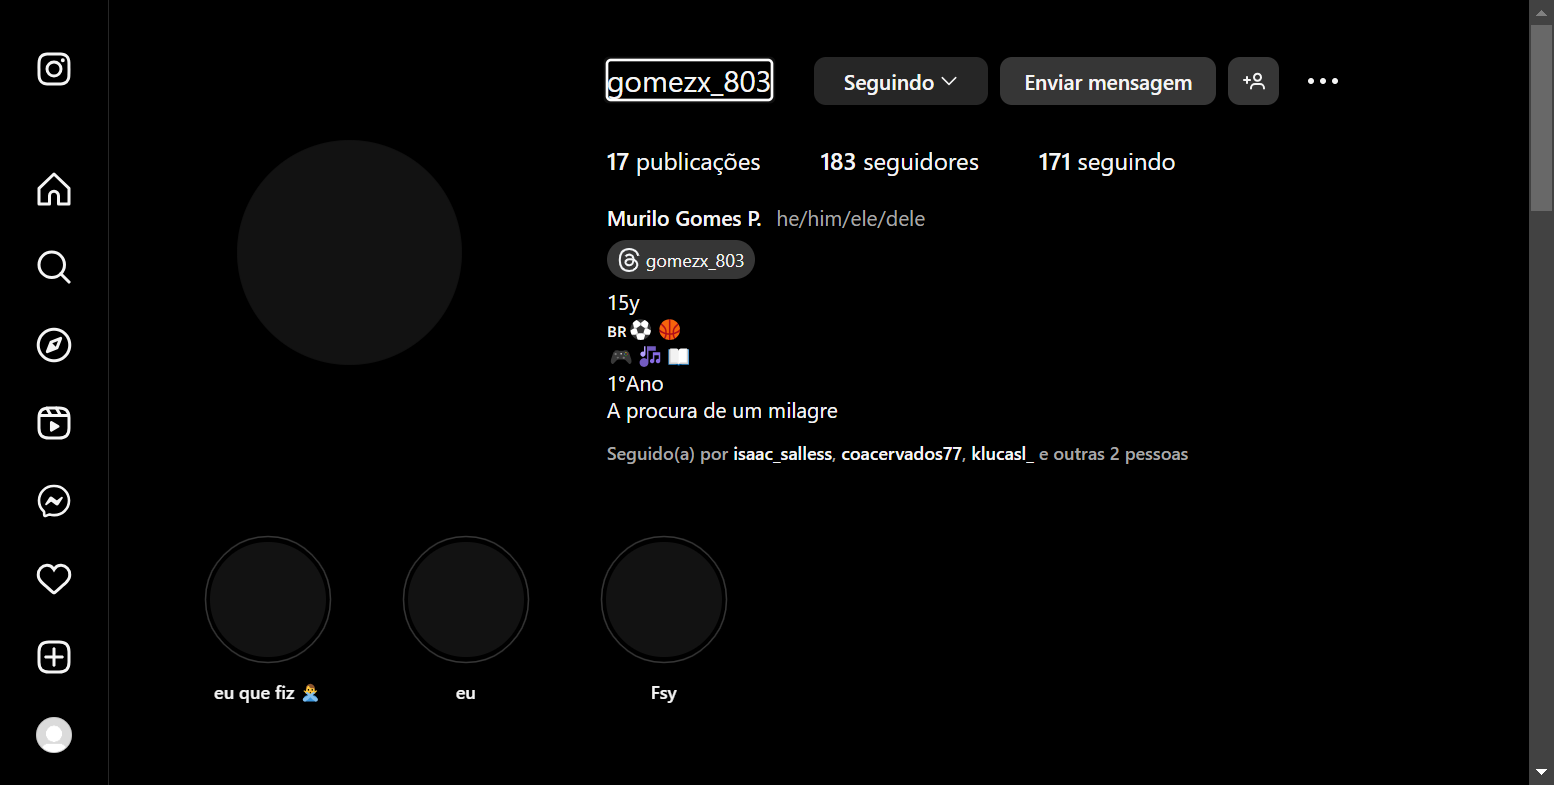 gomezx_803 Seguindo Enviar mensagem
17 publicações 183 seguidores 171 seguindo
Murilo Gomes P. he/him/ele/dele
gomezx_803
15y
BR⚽🏀
🎮🎵📖
1°Ano
A procura de um milagre
Seguido(a) por isaac_salless, coacervados77, klucasl_ e outras 2 pessoas
eu que fiz 🙎‍♂️ eu Fsy